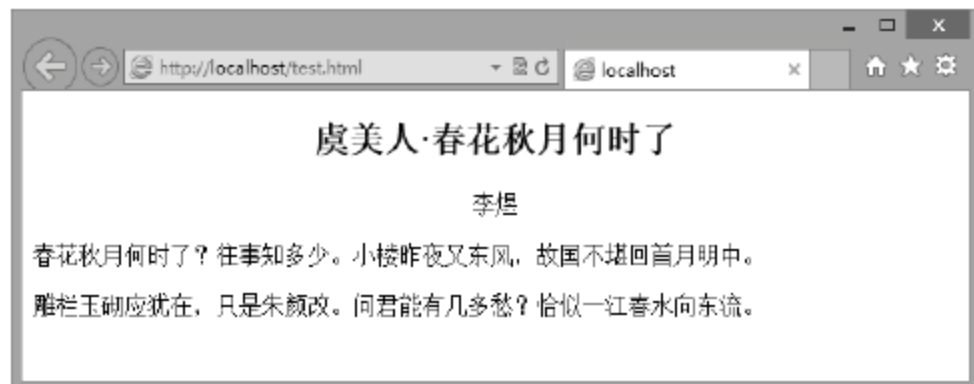 http://localhost/test.html
localhost
虞美人·春花秋月何时了
李煜
春花秋月何时了？往事知多少。小楼昨夜又东风，故国不堪回首月明中。
雕栏玉砌应犹在，只是朱颜改。问君能有几多愁？恰似一江春水向东流。